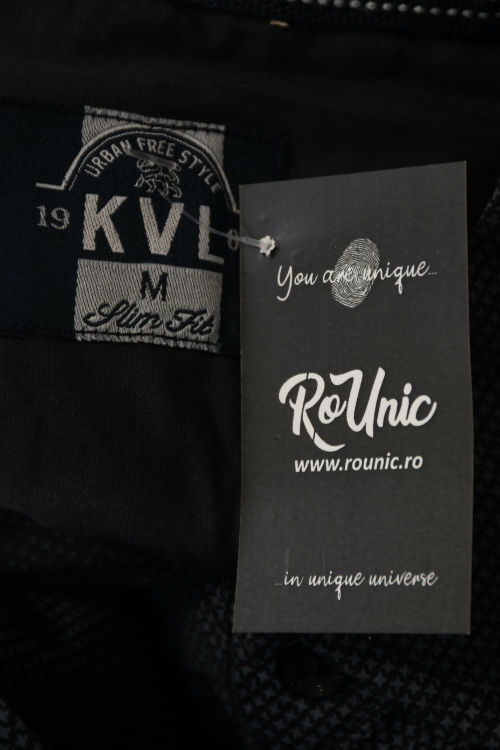 URBAN FREE STYLE
19
KVL
M
Slim Fit
You are unique...
RoUnic
www.rounic.ro
...in unique universe